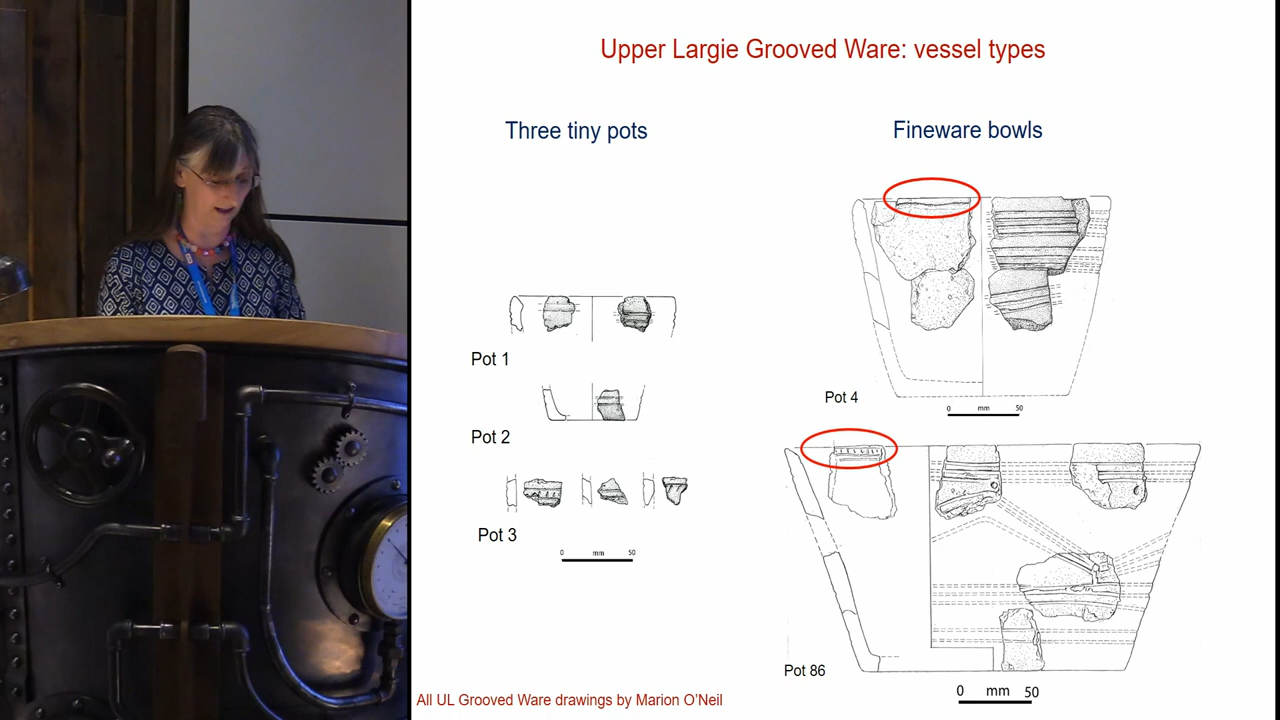 Upper Largie Grooved Ware: vessel types
Three tiny pots
Fineware bowls
Pot 1
Pot 2
Pot 3
0 mm 50
Pot 4
0 mm 50
Pot 86
0 mm 50
All UL Grooved Ware drawings by Marion O'Neil